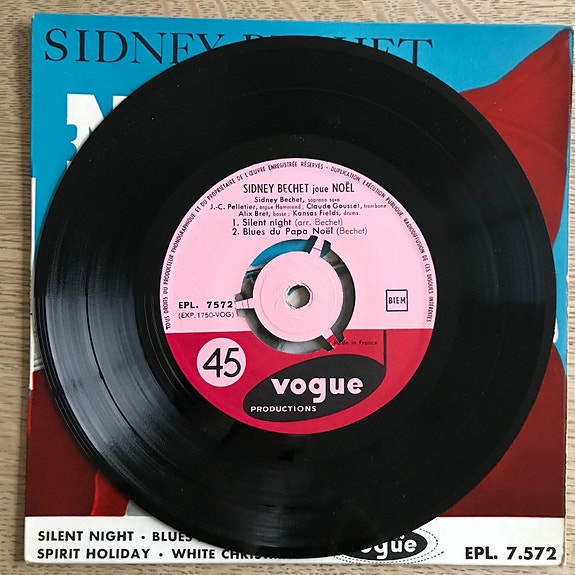 SIDNEY BECHET
N
TOUS DROITS DU PRODUCTEUR PHONOGRAPHIQUE ET DU PROPRIÉTAIRE DE L'ŒUVRE ENREGISTRÉE RÉSERVÉS - DUPLICATION, EXÉCUTION PUBLIQUE, RADIODIFFUSION DE CES DISQUES INTERDITES
SIDNEY BECHET joue NOËL
Sidney Bechet, soprano saxo
J.-C. Pelletier, orgue Hammond; Claude Gousset, trombone
Alix Bret, basse; Kansas Fields, drums.
1. Silent night (arr. Bechet)
2. Blues du Papa Noël (Bechet)
EPL. 7572
(EXP. 1750-VOG)
BIEM
Made in France
45
vogue
PRODUCTIONS
SILENT NIGHT · BLUES
SPIRIT HOLIDAY · WHITE CHRIST
vogue
EPL. 7.572